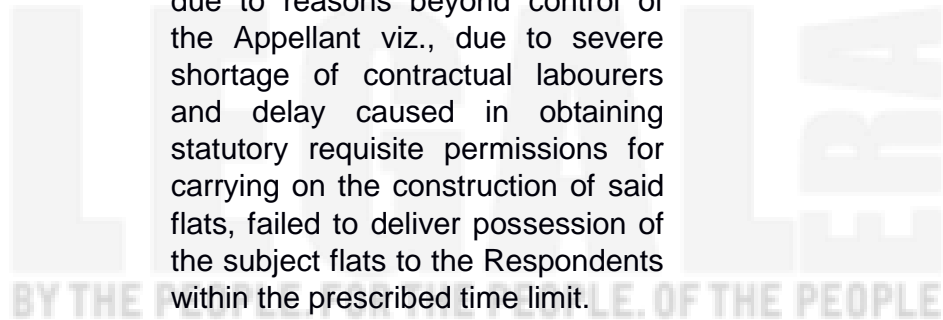 due to reasons beyond control of
the Appellant viz., due to severe
shortage of contractual labourers
and delay caused in obtaining
statutory requisite permissions for
carrying on the construction of said
flats, failed to deliver possession of
the subject flats to the Respondents
within the prescribed time limit.
LEGAL ERA
BY THE PEOPLE. FOR THE PEOPLE. OF THE PEOPLE